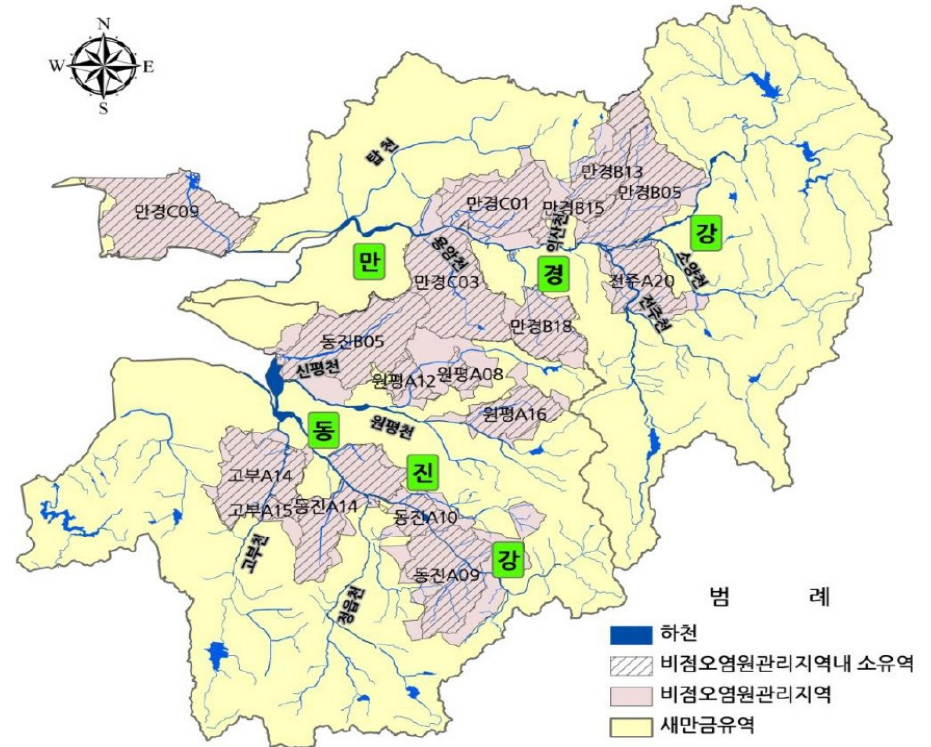 N
W
E
S
탑천
만경C09
만경C01
만경B13
만경B05
만경B15
익산천
강
만
용암천
경
소양천
전주A20
전주천
만경C03
만경B18
동진B05
신평천
원평A12
원평A08
원평A16
원평천
동
진
고부A14
고부A15
동진A14
동진A10
강
동진A09
고부천
정읍천
범 례
하천
비점오염원관리지역내 소유역
비점오염원관리지역
새만금유역